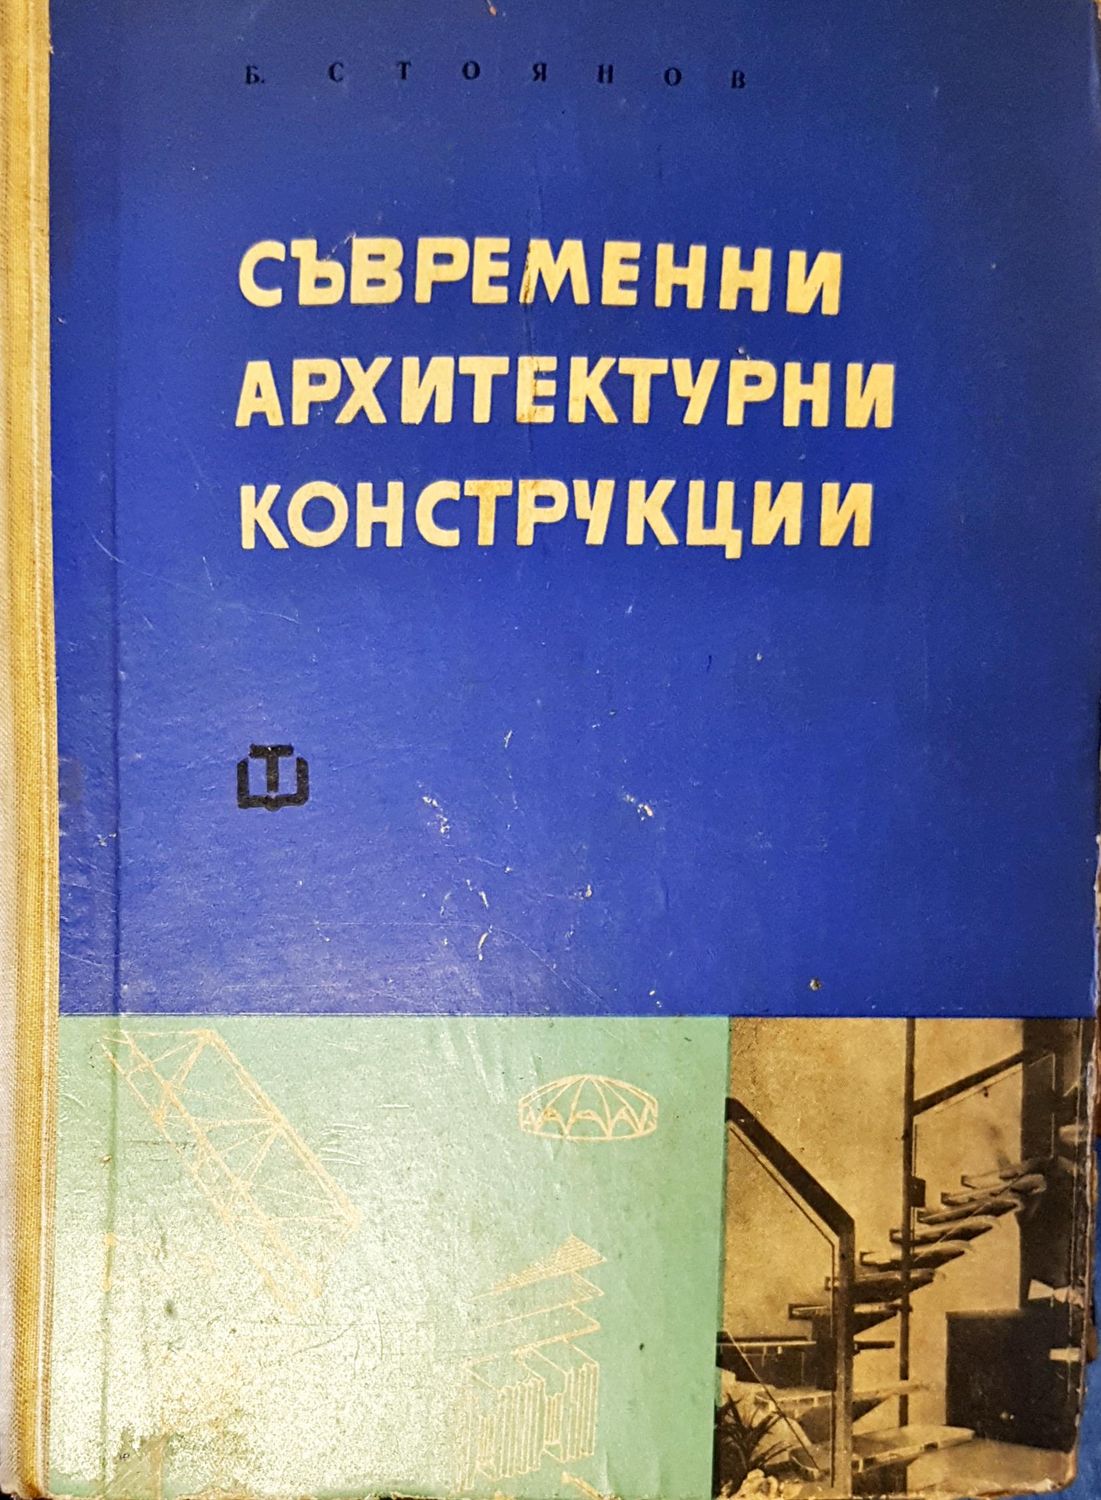 Б. СТОЯНОВ
СЪВРЕМЕННИ
АРХИТЕКТУРНИ
КОНСТРУКЦИИ
Т